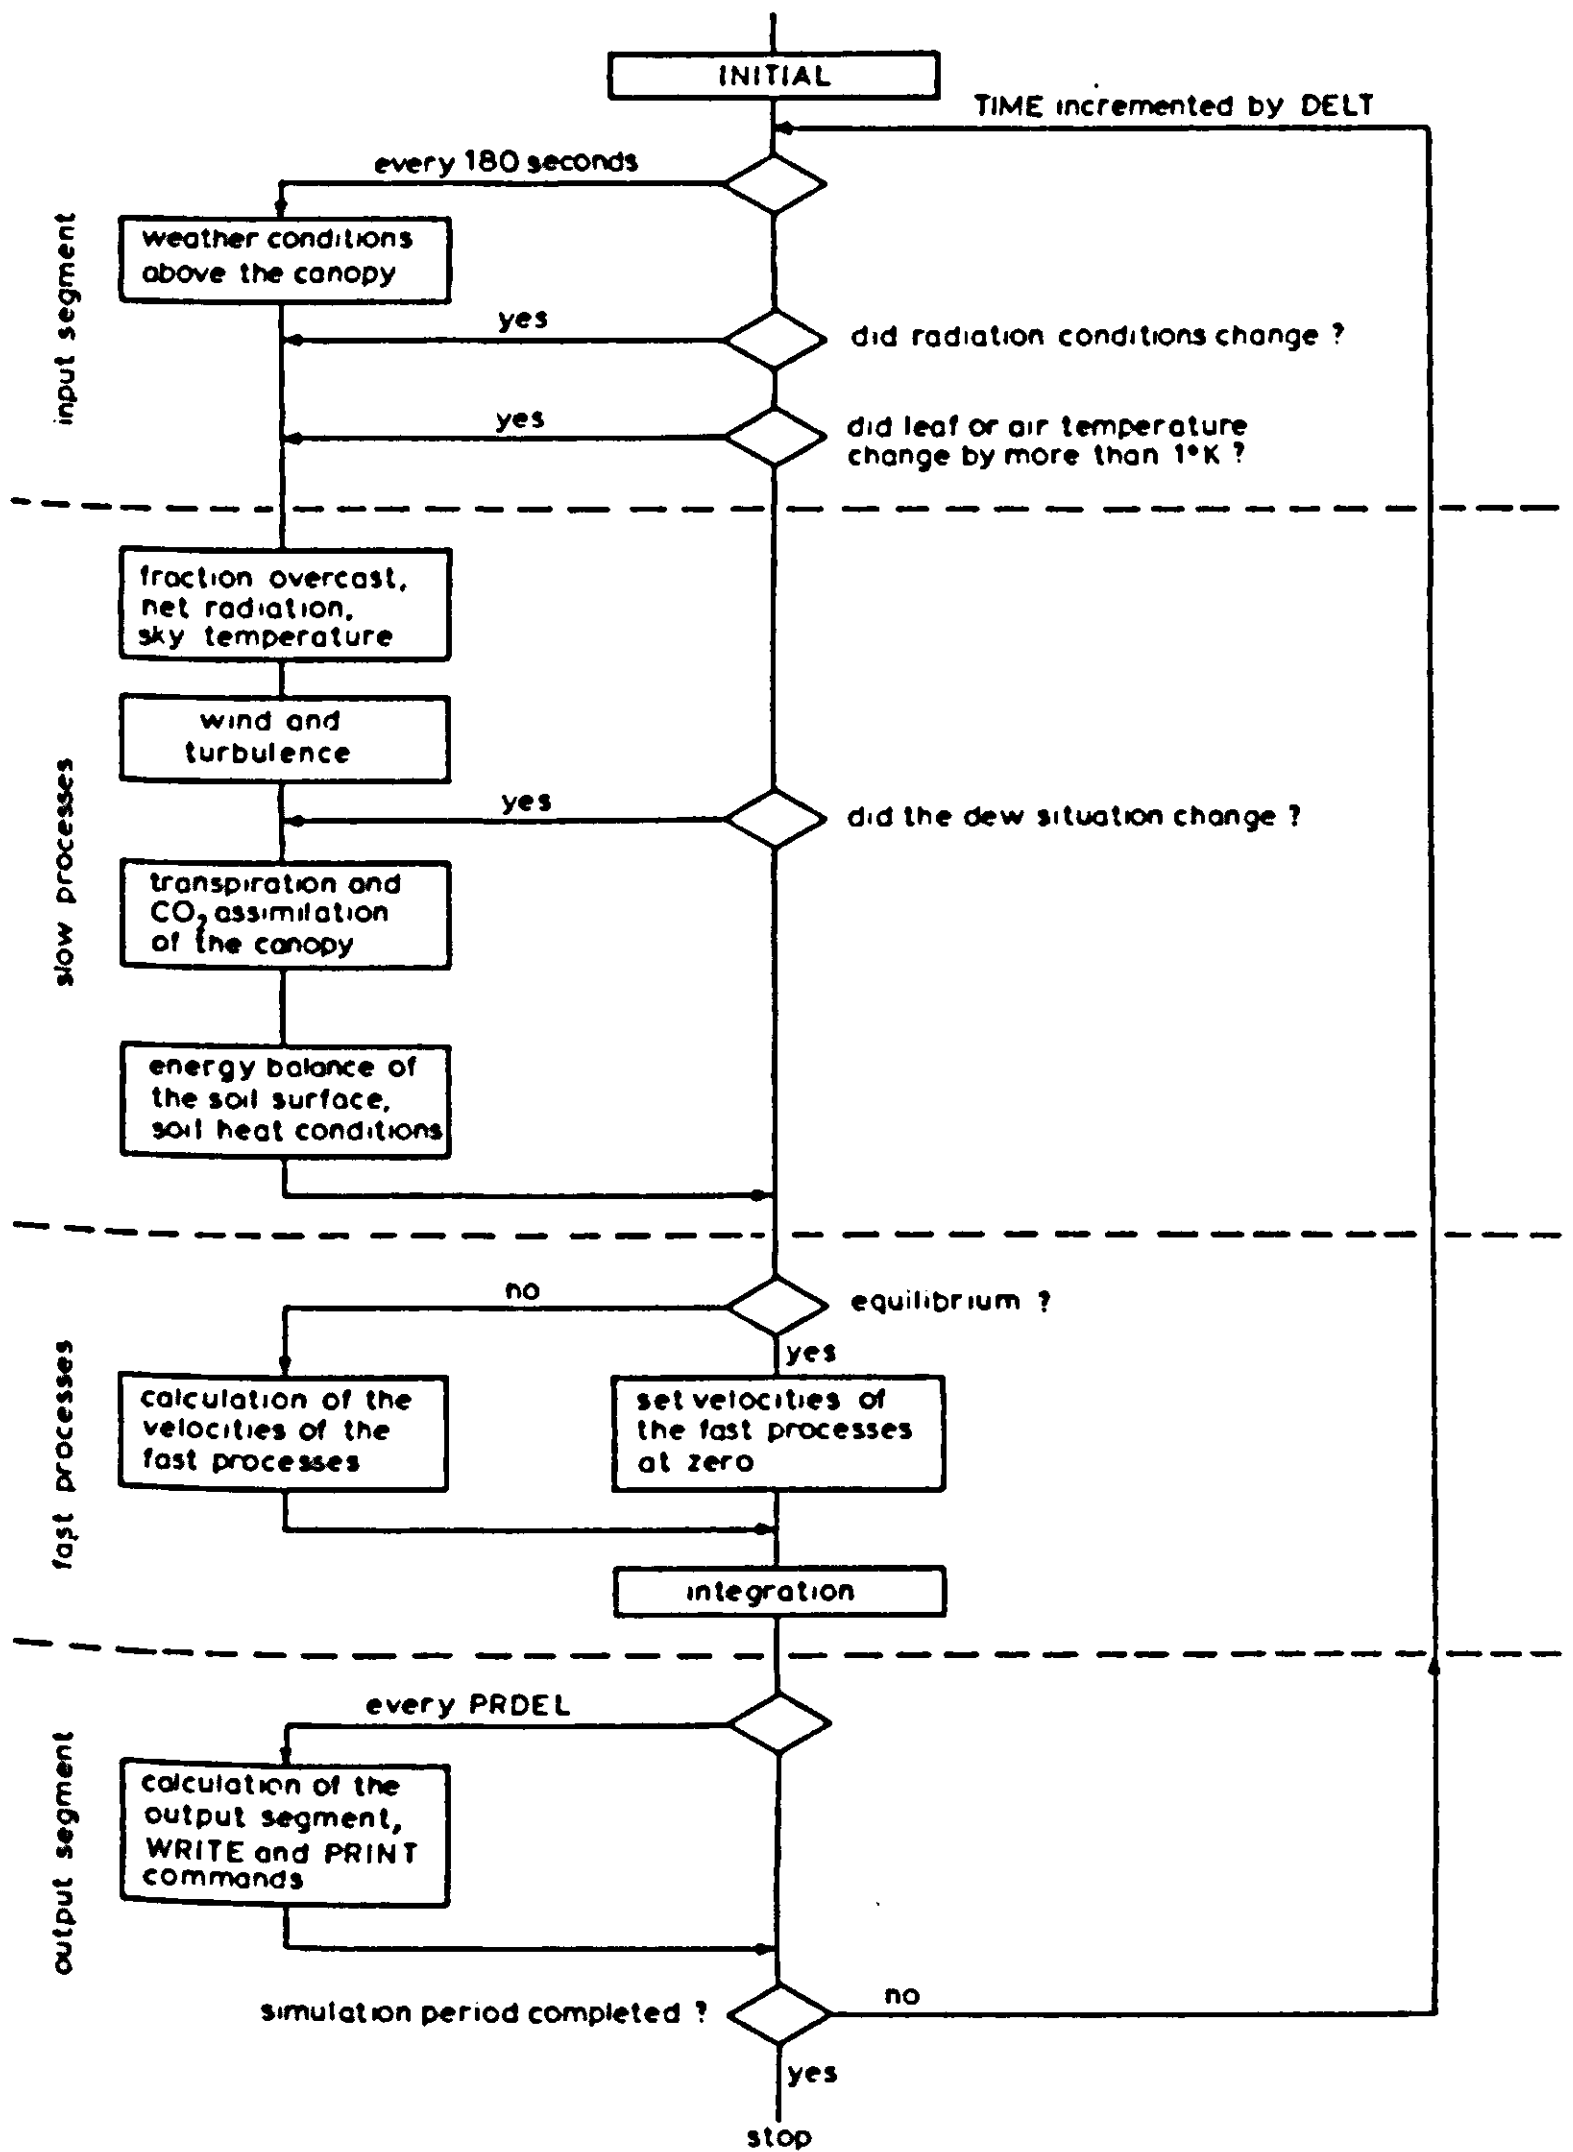 INITIAL
TIME incremented by DELT
every 180 seconds
input segment
weather conditions
above the canopy
yes
did radiation conditions change ?
yes
did leaf or air temperature
change by more than 1°K ?
slow processes
fraction overcast,
net radiation,
sky temperature
wind and
turbulence
yes
did the dew situation change ?
transpiration and
CO₂ assimilation
of the canopy
energy balance of
the soil surface,
soil heat conditions
fast processes
no
equilibrium ?
yes
calculation of the
velocities of the
fast processes
set velocities of
the fast processes
at zero
integration
output segment
every PRDEL
calculation of the
output segment,
WRITE and PRINT
commands
simulation period completed ?
no
yes
stop